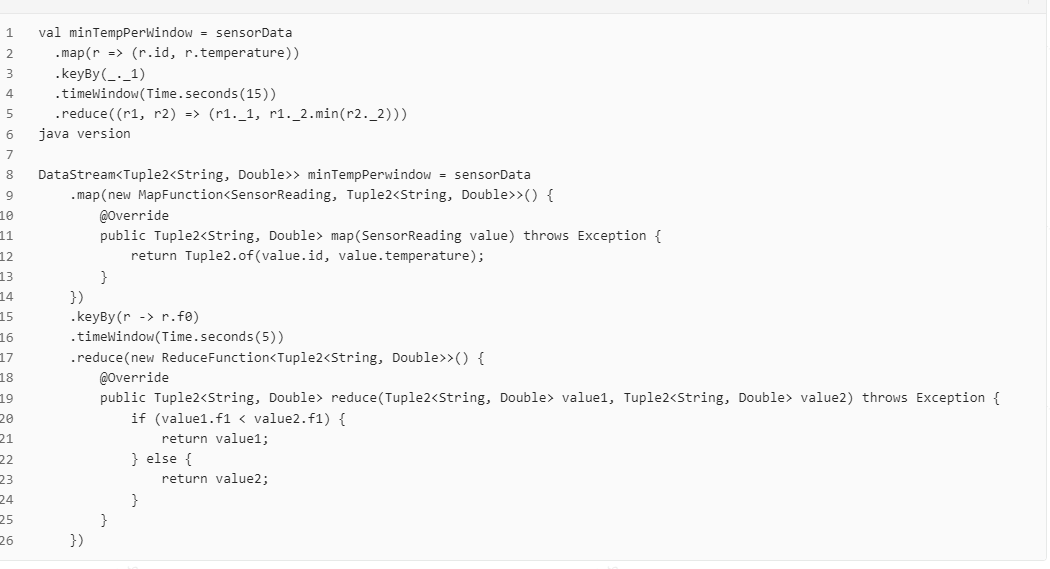 1 val minTempPerWindow = sensorData
2   .map(r => (r.id, r.temperature))
3   .keyBy(_._1)
4   .timeWindow(Time.seconds(15))
5   .reduce((r1, r2) => (r1._1, r1._2.min(r2._2)))
6 java version
7
8 DataStream<Tuple2<String, Double>> minTempPerwindow = sensorData
9     .map(new MapFunction<SensorReading, Tuple2<String, Double>>() {
10         @Override
11         public Tuple2<String, Double> map(SensorReading value) throws Exception {
12             return Tuple2.of(value.id, value.temperature);
13         }
14     })
15     .keyBy(r -> r.f0)
16     .timeWindow(Time.seconds(5))
17     .reduce(new ReduceFunction<Tuple2<String, Double>>() {
18         @Override
19         public Tuple2<String, Double> reduce(Tuple2<String, Double> value1, Tuple2<String, Double> value2) throws Exception {
20             if (value1.f1 < value2.f1) {
21                 return value1;
22             } else {
23                 return value2;
24             }
25         }
26     })